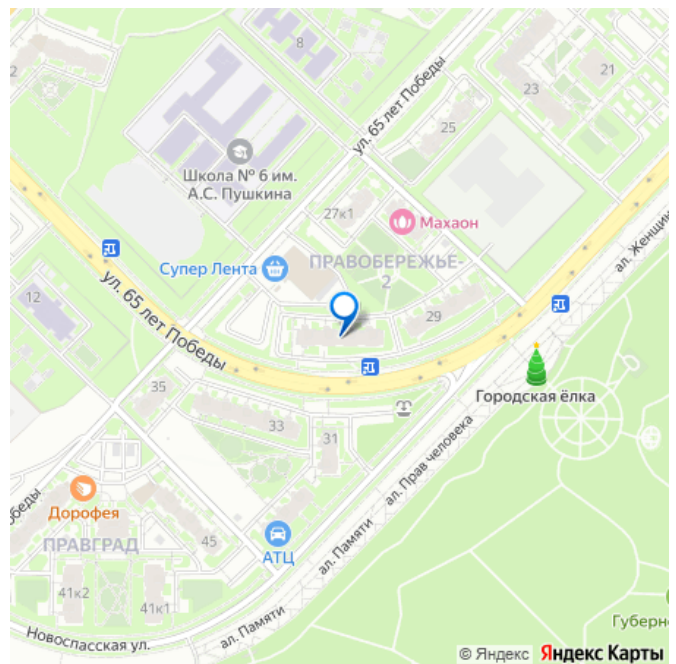 2
8
21
23
25
ул. 65 лет Победы
Школа № 6 им.
А.С. Пушкина
27к1
Махаон
ал. Женщин
ПРАВОБЕРЕЖЬЕ-
2
Супер Лента
12
29
ул. 65 лет Победы
35
Городская ёлка
33
31
ал. Прав человека
Дорофея
ПРАВГРАД
45
АТЦ
ал. Памяти
41к2
41к1
ал. Памяти
Новоспасская ул.
Губерн
© Яндекс Яндекс Карты